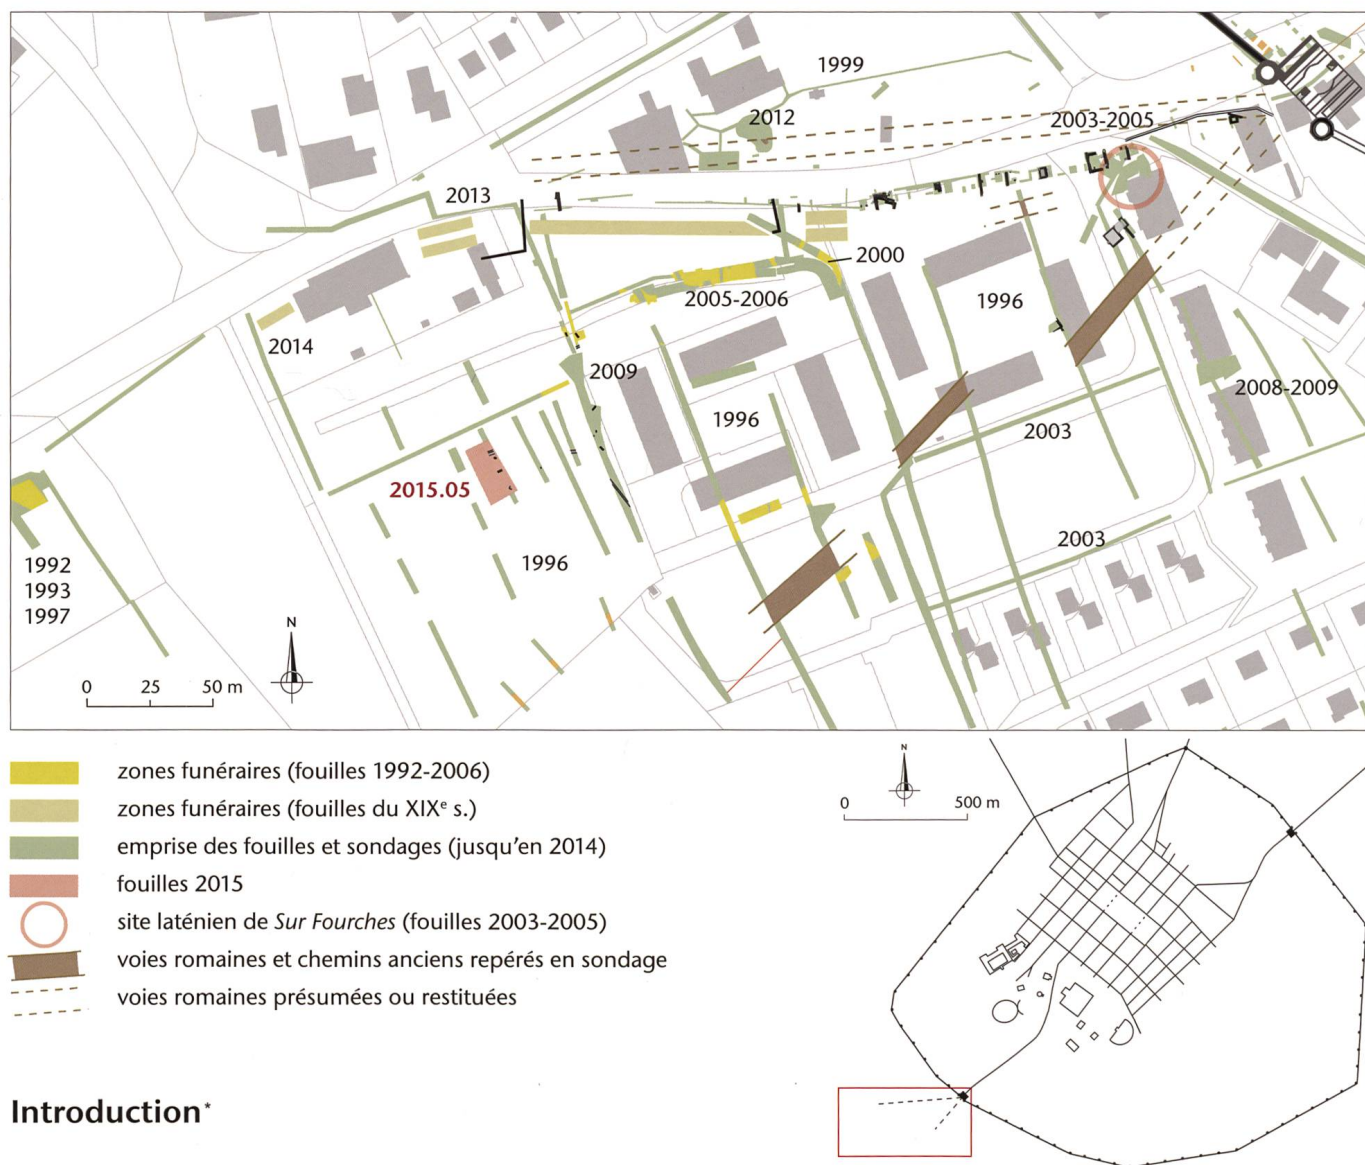 1999
2012
2003-2005
2013
2000
2005-2006
1996
2014
2009
2008-2009
1996
2003
2015.05
2003
1992
1993
1997
1996
N
0 25 50 m
zones funéraires (fouilles 1992-2006)
zones funéraires (fouilles du XIXe s.)
emprise des fouilles et sondages (jusqu'en 2014)
fouilles 2015
site laténien de Sur Fourches (fouilles 2003-2005)
voies romaines et chemins anciens repérés en sondage
voies romaines présumées ou restituées
N
0 500 m
Introduction*